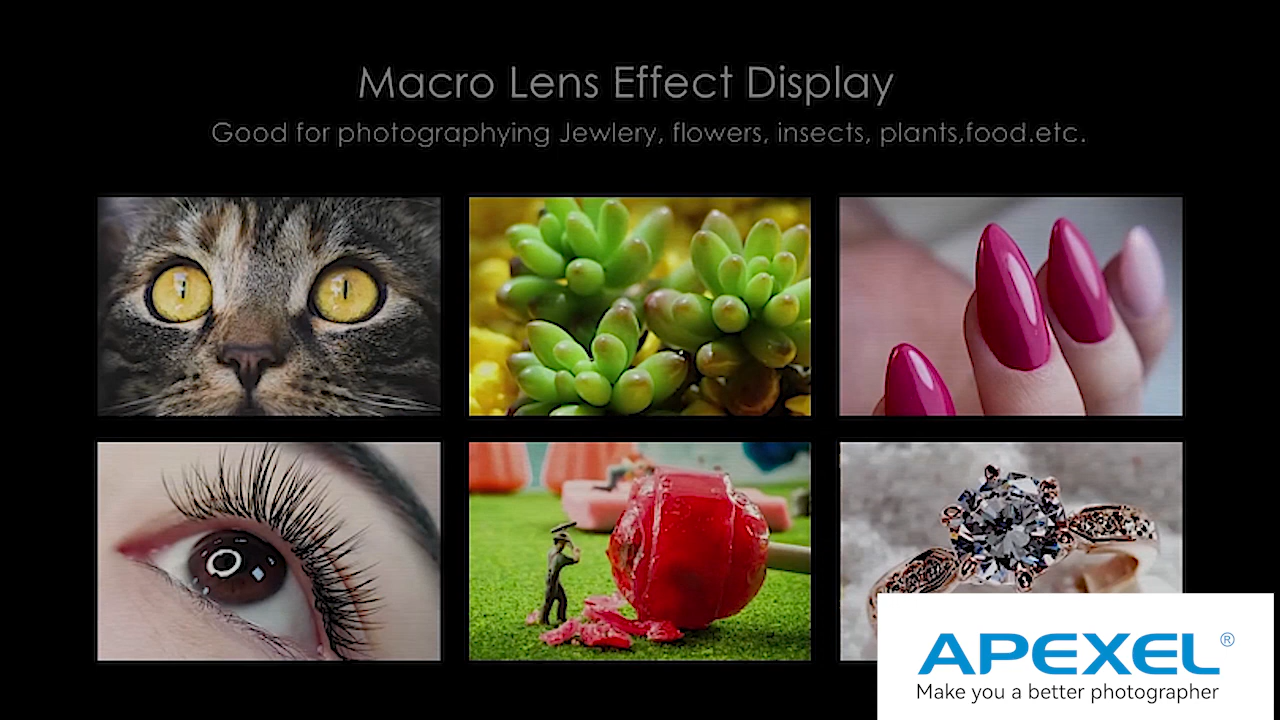 Macro Lens Effect Display
Good for photographying Jewlery, flowers, insects, plants,food.etc.
APEXEL®
Make you a better photographer